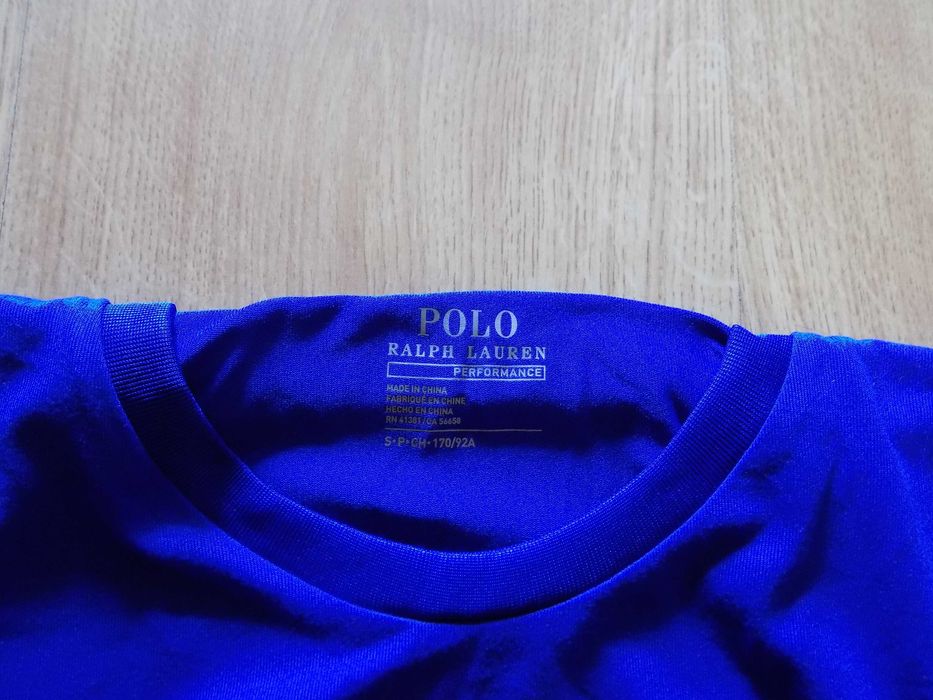 POLO
RALPH LAUREN
PERFORMANCE
MADE IN CHINA
FABRIQUÉ EN CHINE
HECHO EN CHINA
RN 41381/CA 56658
S•P•CH•170/92A